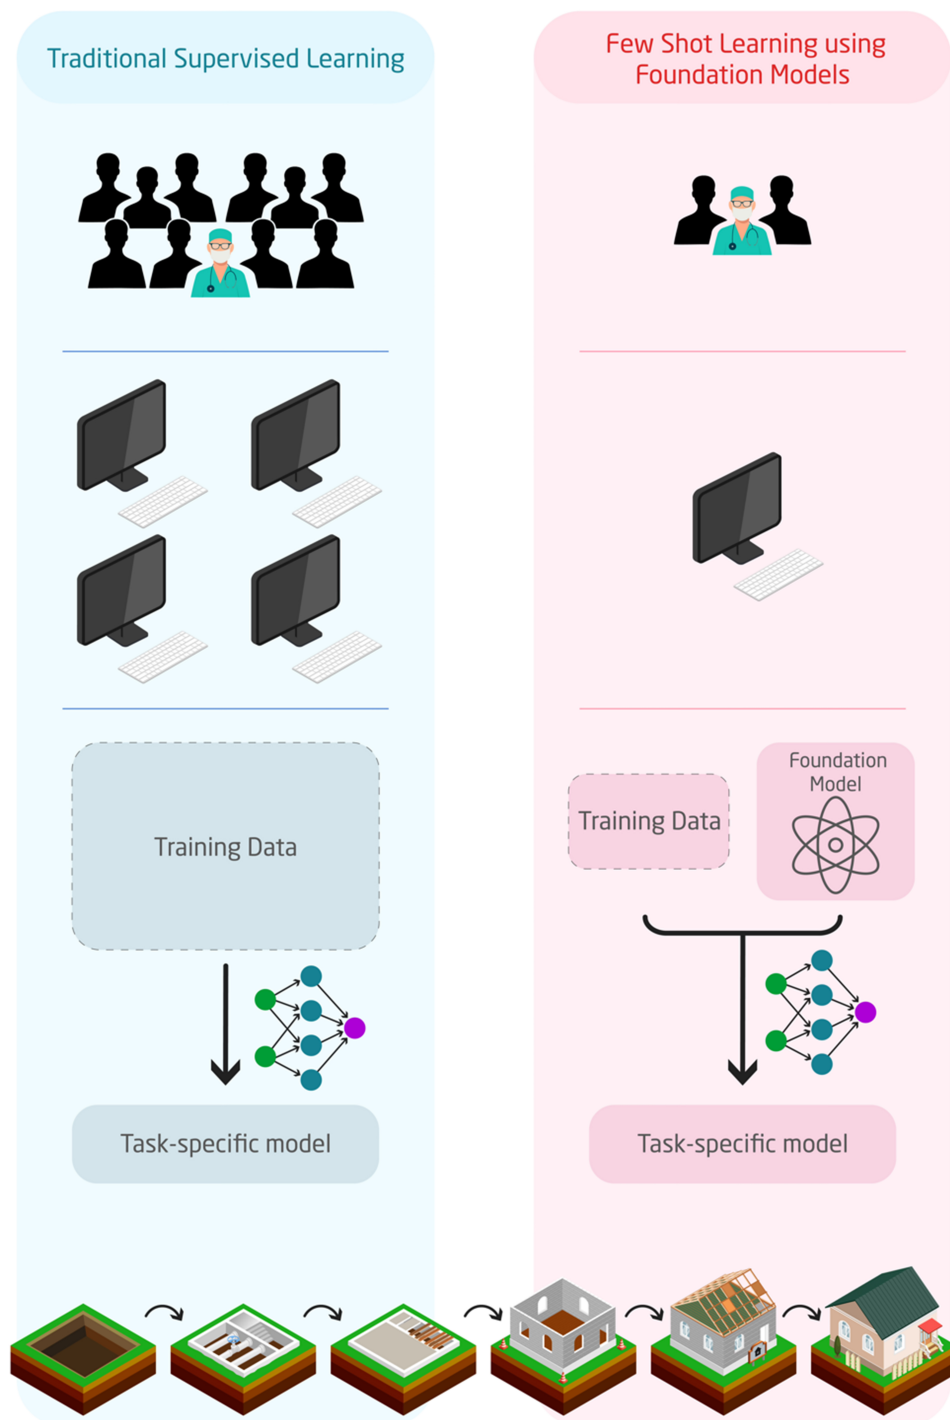 Traditional Supervised Learning
Few Shot Learning using
Foundation Models
Training Data
Training Data
Foundation
Model
Task-specific model
Task-specific model